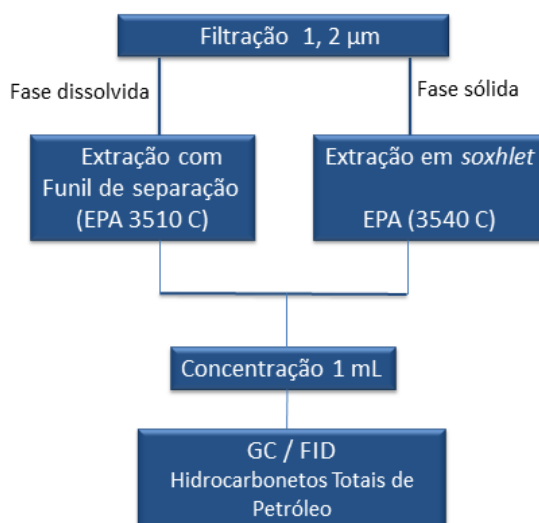 Filtração 1, 2 µm
Fase dissolvida
Fase sólida
Extração com
Funil de separação
(EPA 3510 C)
Extração em soxhlet
EPA (3540 C)
Concentração 1 mL
GC / FID
Hidrocarbonetos Totais de
Petróleo